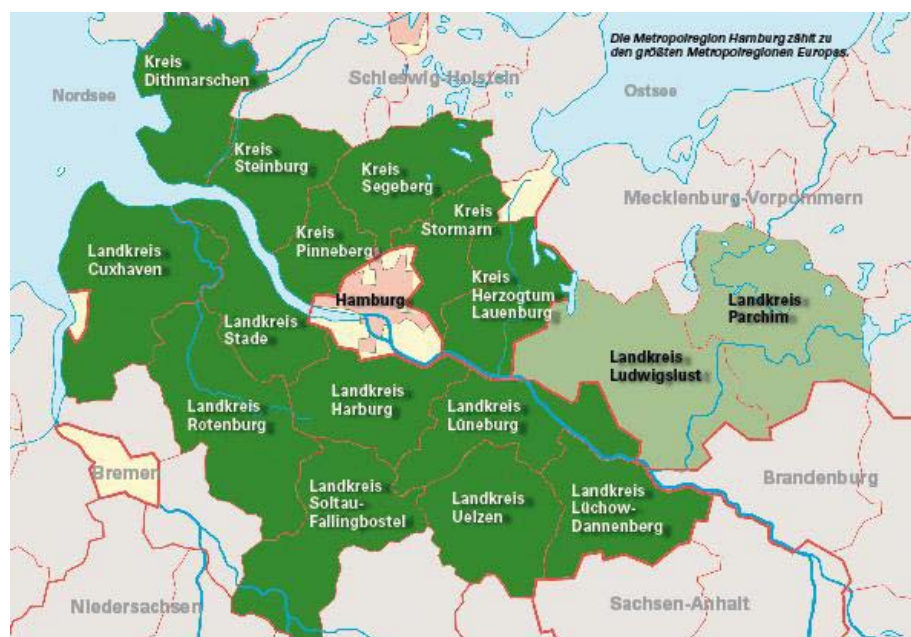 Die Metropolregion Hamburg zählt zu
den größten Metropolregionen Europas.
Kreis
Dithmarschen
Schleswig-Holstein
Nordsee
Ostsee
Kreis
Steinburg
Kreis
Segeberg
Mecklenburg-Vorpommern
Kreis
Stormarn
Kreis
Pinneberg
Landkreis
Cuxhaven
Kreis
Herzogtum
Lauenburg
Hamburg
Landkreis
Parchim
Landkreis
Stade
Landkreis
Ludwigslust
Landkreis
Harburg
Landkreis
Rotenburg
Landkreis
Lüneburg
Bremen
Brandenburg
Landkreis
Soltau-
Fallingbostel
Landkreis
Uelzen
Landkreis
Lüchow-
Dannenberg
Niedersachsen
Sachsen-Anhalt